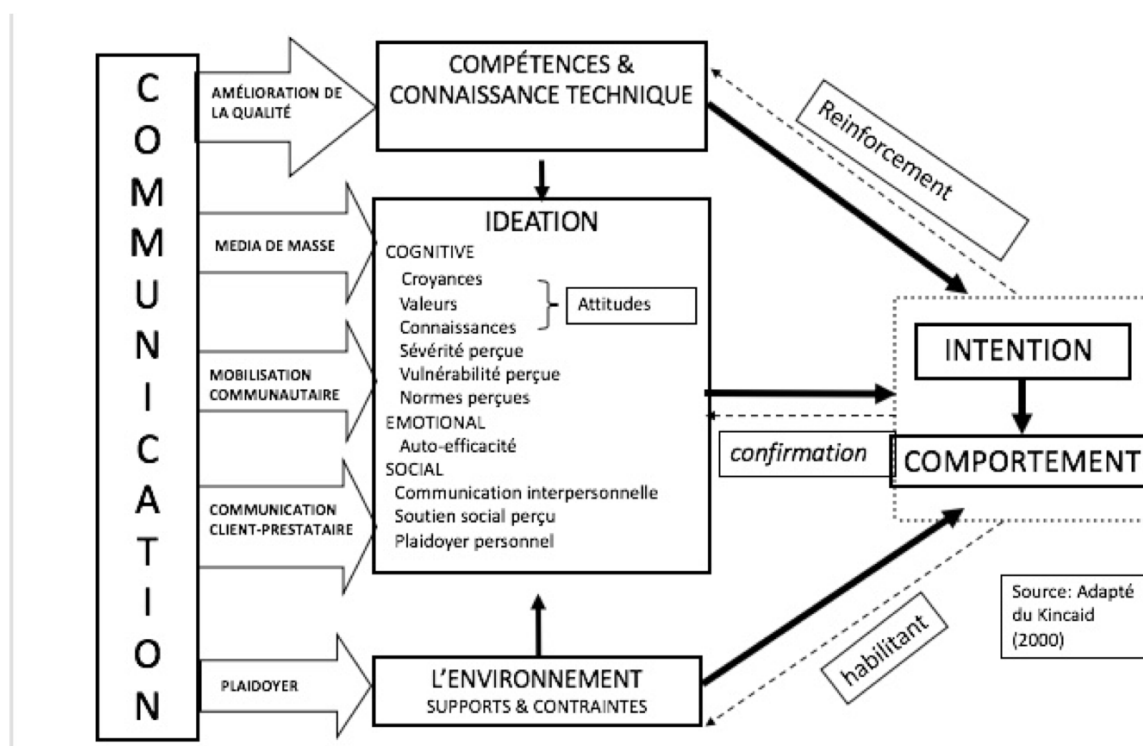 COMMUNICATION
AMÉLIORATION DE
LA QUALITÉ
MEDIA DE MASSE
MOBILISATION
COMMUNAUTAIRE
COMMUNICATION
CLIENT-PRESTATAIRE
PLAIDOYER
COMPÉTENCES &
CONNAISSANCE TECHNIQUE
IDEATION
COGNITIVE
Croyances
Valeurs
Connaissances
Attitudes
Sévérité perçue
Vulnérabilité perçue
Normes perçues
EMOTIONAL
Auto-efficacité
SOCIAL
Communication interpersonnelle
Soutien social perçu
Plaidoyer personnel
L'ENVIRONNEMENT
SUPPORTS & CONTRAINTES
Reinforcement
confirmation
habilitant
INTENTION
COMPORTEMENT
Source: Adapté
du Kincaid
(2000)